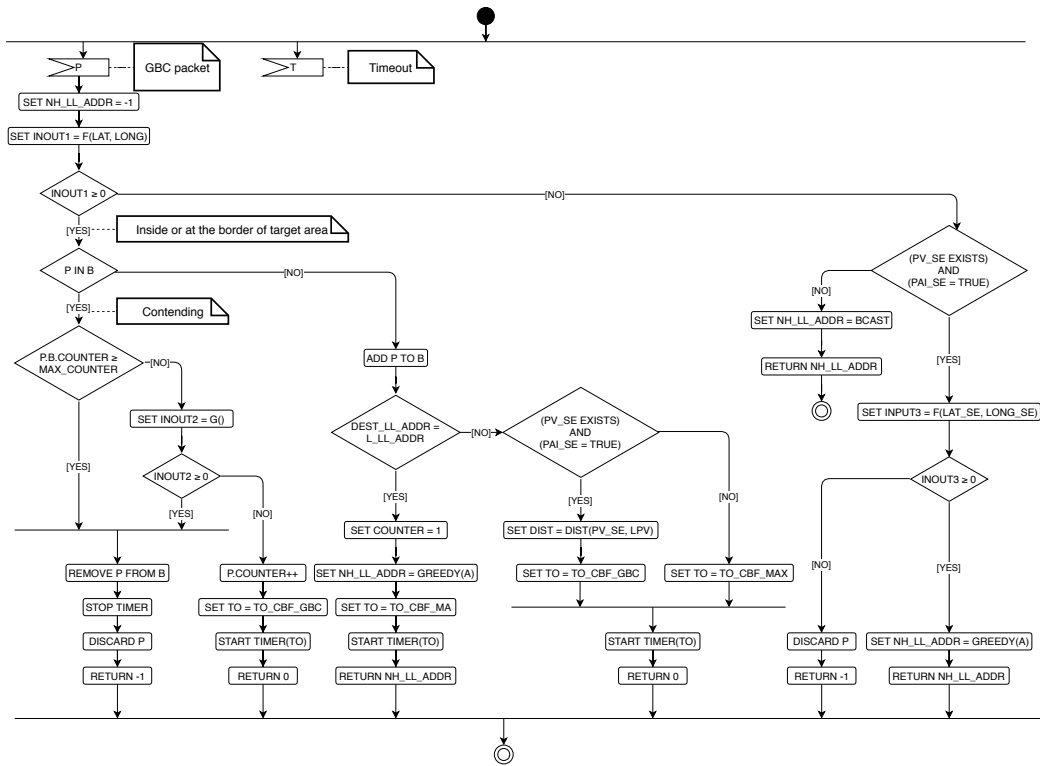 P
GBC packet
T
Timeout
SET NH_LL_ADDR = -1
SET INOUT1 = F(LAT, LONG)
INOUT1 ≥ 0
[NO]
[YES]
Inside or at the border of target area
P IN B
[NO]
[YES]
Contending
P.B.COUNTER ≥
MAX_COUNTER
[NO]
SET INOUT2 = G()
INOUT2 ≥ 0
[YES]
[YES]
[NO]
REMOVE P FROM B
STOP TIMER
DISCARD P
RETURN -1
P.COUNTER++
SET TO = TO_CBF_GBC
START TIMER(TO)
RETURN 0
ADD P TO B
DEST_LL_ADDR =
L_LL_ADDR
[NO]
[YES]
SET COUNTER = 1
SET NH_LL_ADDR = GREEDY(A)
SET TO = TO_CBF_MA
START TIMER(TO)
RETURN NH_LL_ADDR
(PV_SE EXISTS)
AND
(PAI_SE = TRUE)
[YES]
[NO]
SET DIST = DIST(PV_SE, LPV)
SET TO = TO_CBF_GBC
SET TO = TO_CBF_MAX
START TIMER(TO)
RETURN 0
(PV_SE EXISTS)
AND
(PAI_SE = TRUE)
[NO]
SET NH_LL_ADDR = BCAST
RETURN NH_LL_ADDR
[YES]
SET INPUT3 = F(LAT_SE, LONG_SE)
INOUT3 ≥ 0
[NO]
[YES]
DISCARD P
RETURN -1
SET NH_LL_ADDR = GREEDY(A)
RETURN NH_LL_ADDR